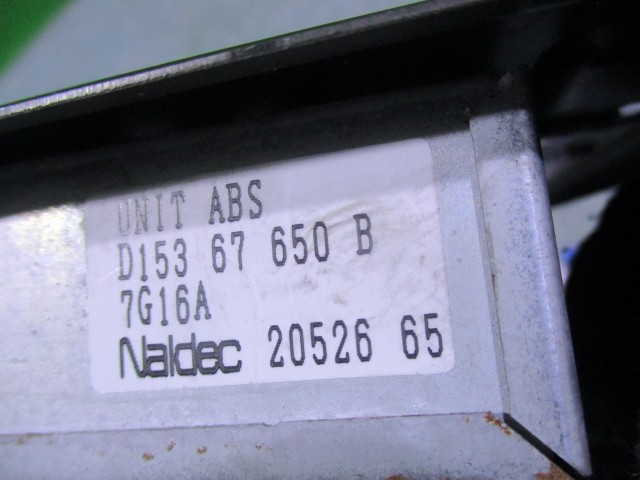 UNIT ABS
D153 67 650 B
7G16A
Naldec 20526 65